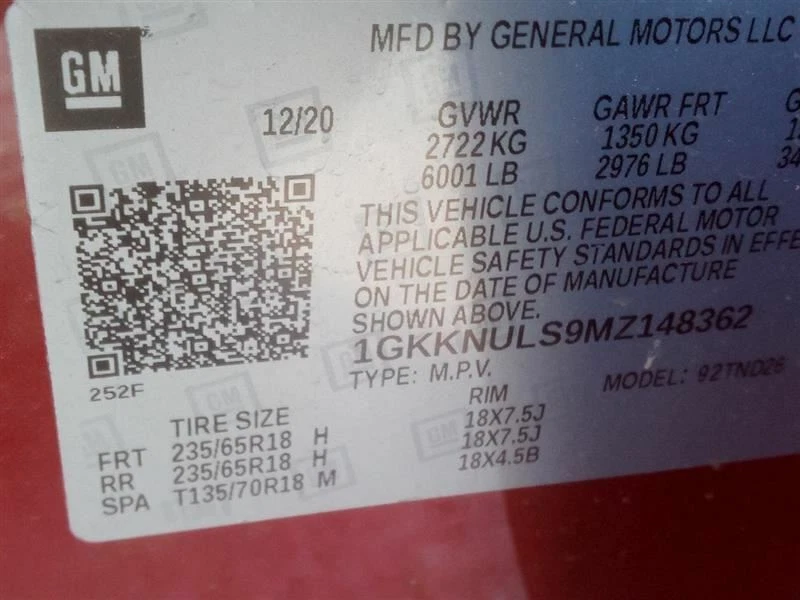 GM
MFD BY GENERAL MOTORS LLC
12/20 GVWR GAWR FRT G
2722 KG 1350 KG
6001 LB 2976 LB 34
THIS VEHICLE CONFORMS TO ALL
APPLICABLE U.S. FEDERAL MOTOR
VEHICLE SAFETY STANDARDS IN EFFE
ON THE DATE OF MANUFACTURE
SHOWN ABOVE.
1GKKNULS9MZ148362
TYPE: M.P.V. MODEL: 92TND26
252F
TIRE SIZE RIM
FRT 235/65R18 H 18X7.5J
RR 235/65R18 H 18X7.5J
SPA T135/70R18 M 18X4.5B